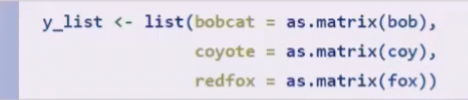 y_list <- list(bobcat = as.matrix(bob),
coyote = as.matrix(coy),
redfox = as.matrix(fox))